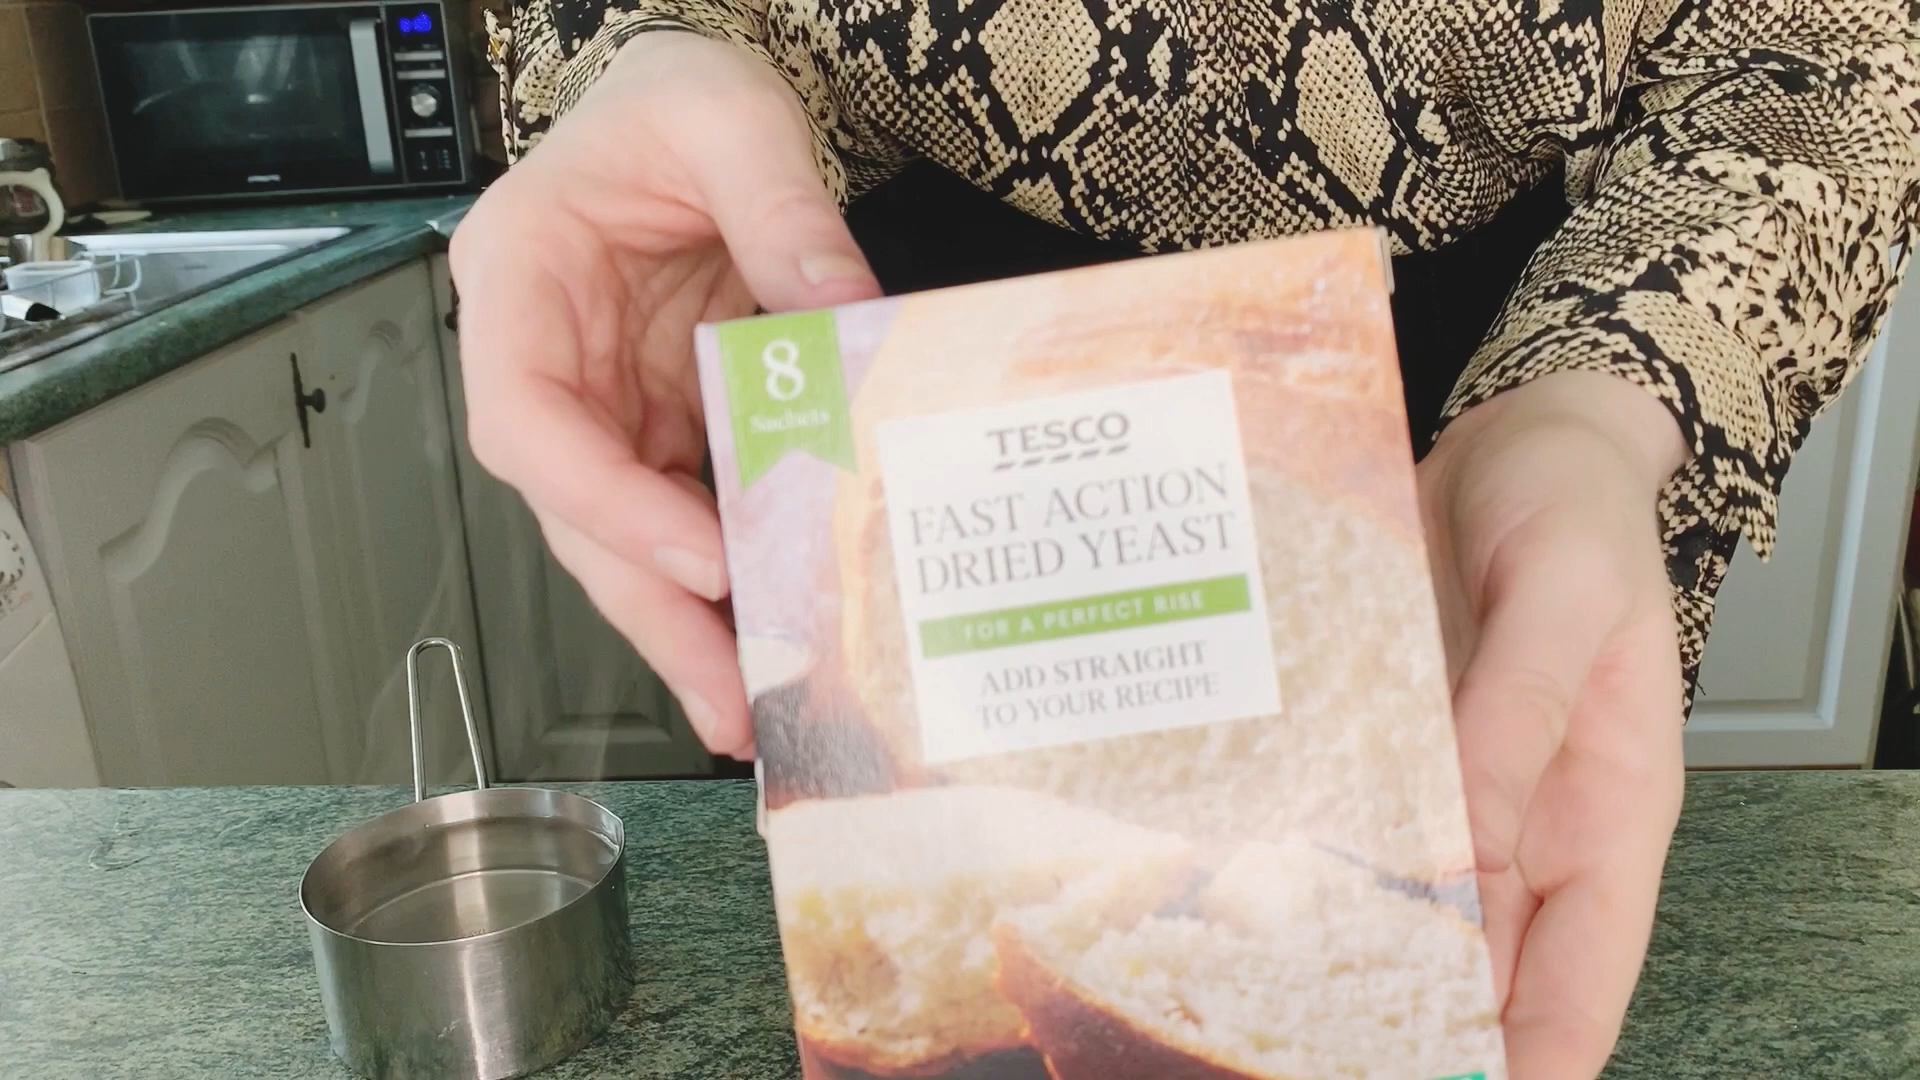 8
Sachets
TESCO
FAST ACTION
DRIED YEAST
FOR A PERFECT RISE
ADD STRAIGHT
TO YOUR RECIPE